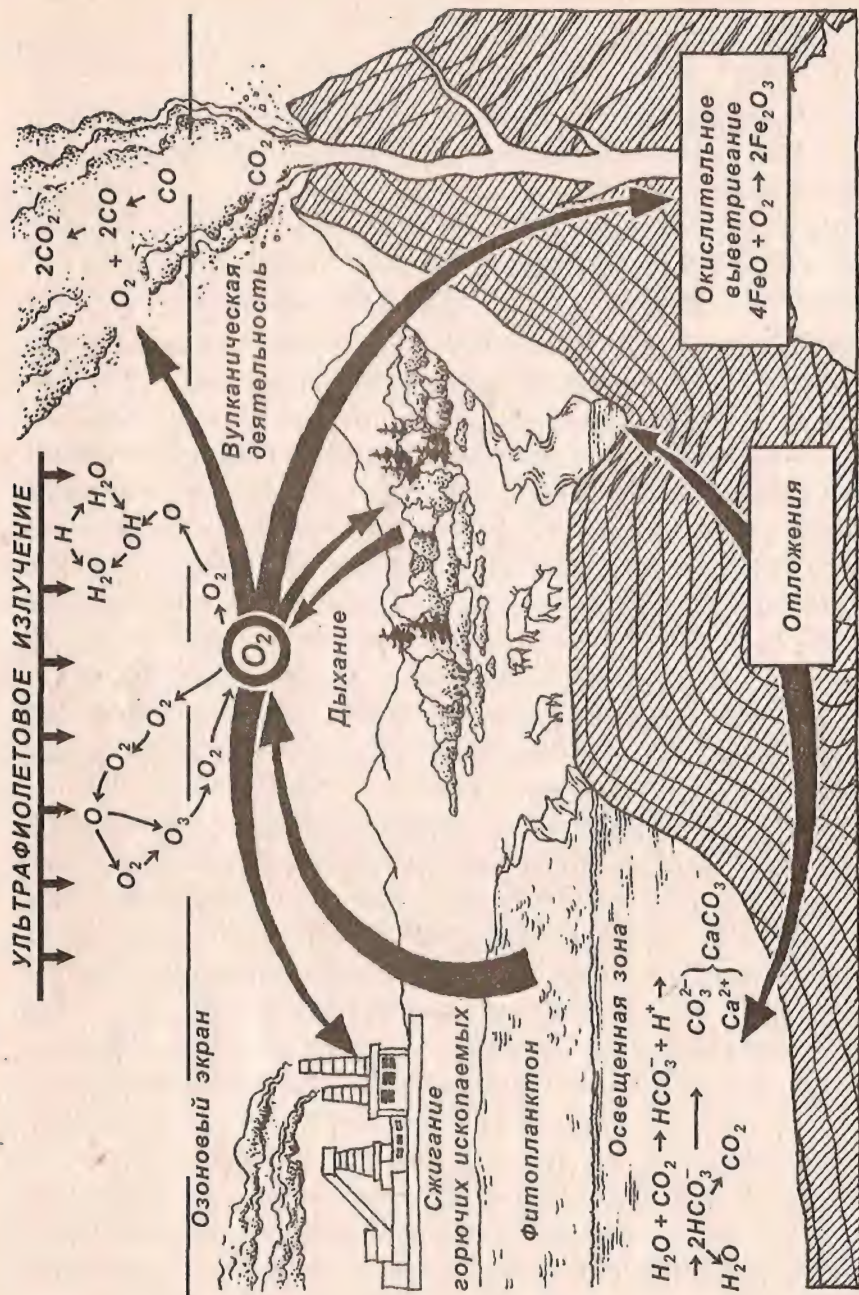 УЛЬТРАФИОЛЕТОВОЕ ИЗЛУЧЕНИЕ
O₂
O
O₂
O₂
O₃
O₂
O₂
O
H₂O
H
H₂O
OH
2CO₂
O₂ + 2CO
CO
CO₂
Озоновый экран
O₂
Вулканическая
деятельность
Дыхание
Сжигание
горючих ископаемых
Фитопланктон
Освещенная зона
H₂O + CO₂ → HCO₃⁻ + H⁺ →
→ 2HCO₃⁻ ⟶ CO₃²⁻ } CaCO₃
Ca²⁺
H₂O CO₂
Отложения
Окислительное
выветривание
4FeO + O₂ → 2Fe₂O₃